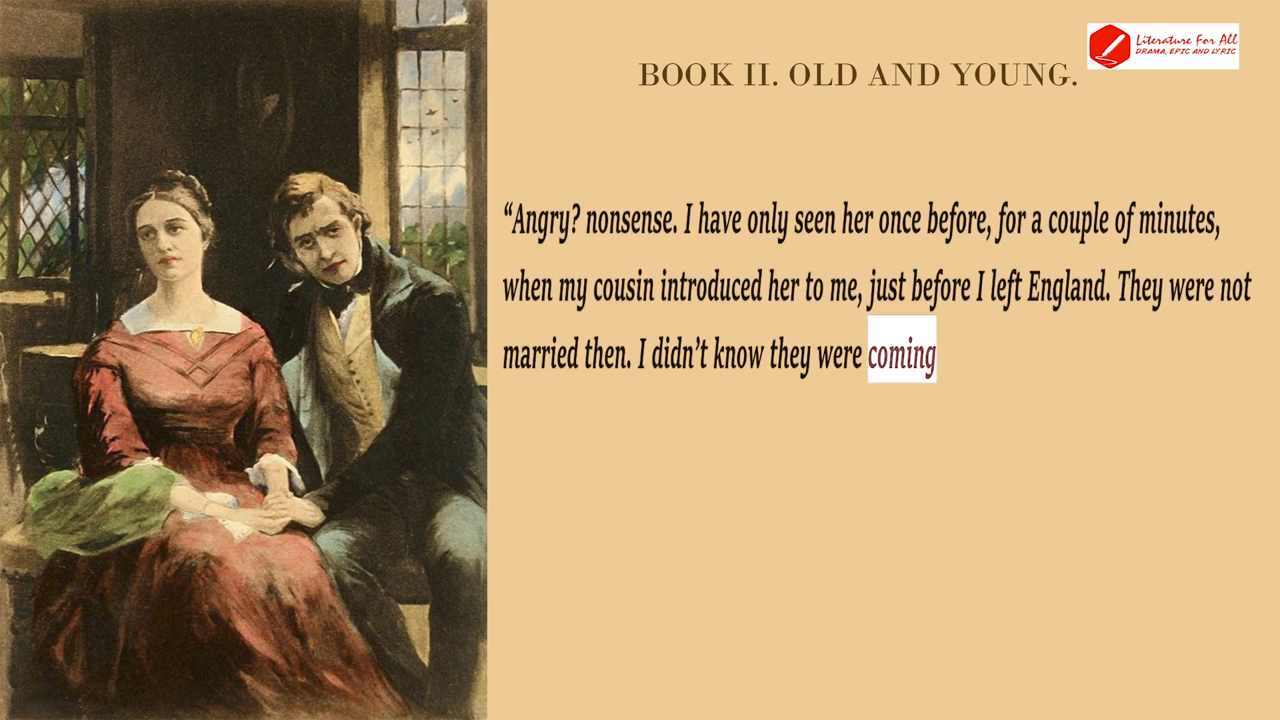 Literature For All
DRAMA, EPIC AND LYRIC
BOOK II. OLD AND YOUNG.
“Angry? nonsense. I have only seen her once before, for a couple of minutes,
when my cousin introduced her to me, just before I left England. They were not
married then. I didn’t know they were coming